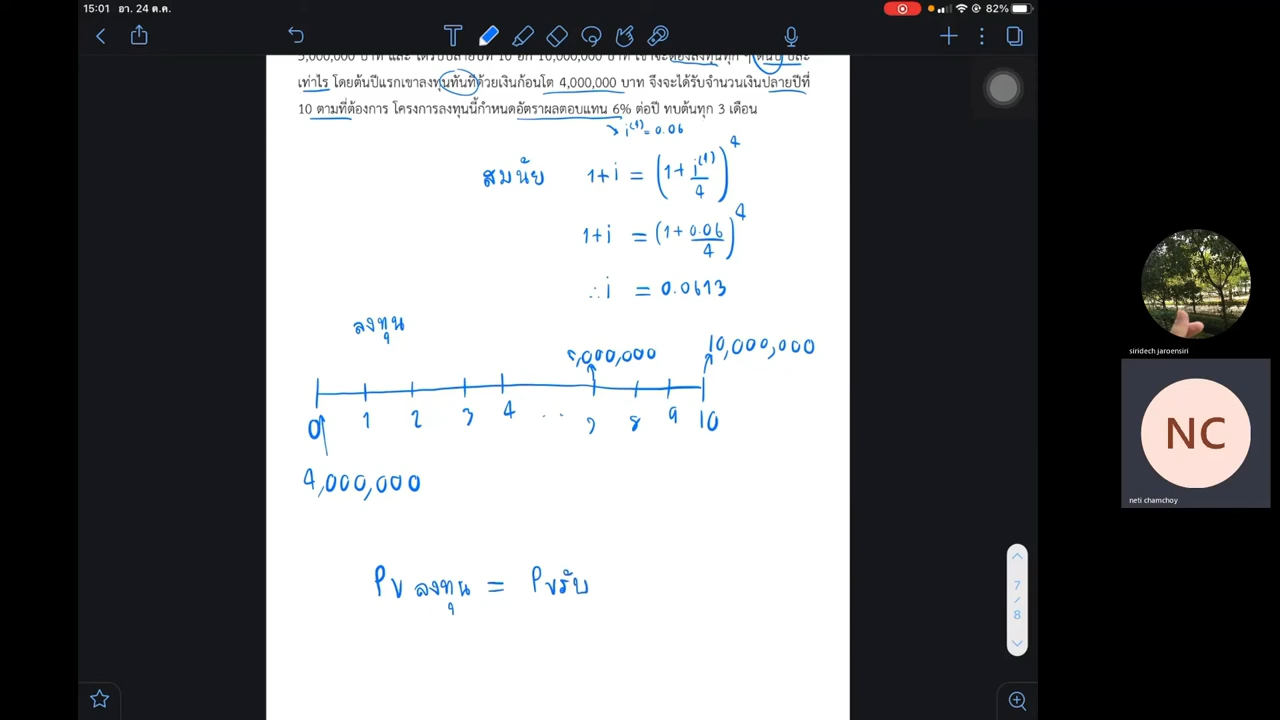 15:01 อา. 24 ต.ค.
82%
5,000,000 บาท และ ได้รับปลายปีที่ 10 อีก 10,000,000 บาท เขาจะต้องลงทุนทุก ๆ ต้นปี ปีละ
เท่าไร โดยต้นปีแรกเขาลงทุนทันทีด้วยเงินก้อนโต 4,000,000 บาท จึงจะได้รับจำนวนเงินปลายปีที่
10 ตามที่ต้องการ โครงการลงทุนนี้กำหนดอัตราผลตอบแทน 6% ต่อปี ทบต้นทุก 3 เดือน
i⁽⁴⁾ = 0.06
สมนัย 1+i = (1+ i⁽⁴⁾/4)⁴
1+i = (1+ 0.06/4)⁴
∴ i = 0.0613
ลงทุน
5,000,000 10,000,000
0 1 2 3 4 ... 7 8 9 10
4,000,000
PV ลงทุน = PV รับ
siridech jaroensiri
NC
neti chamchoy
7
/
8